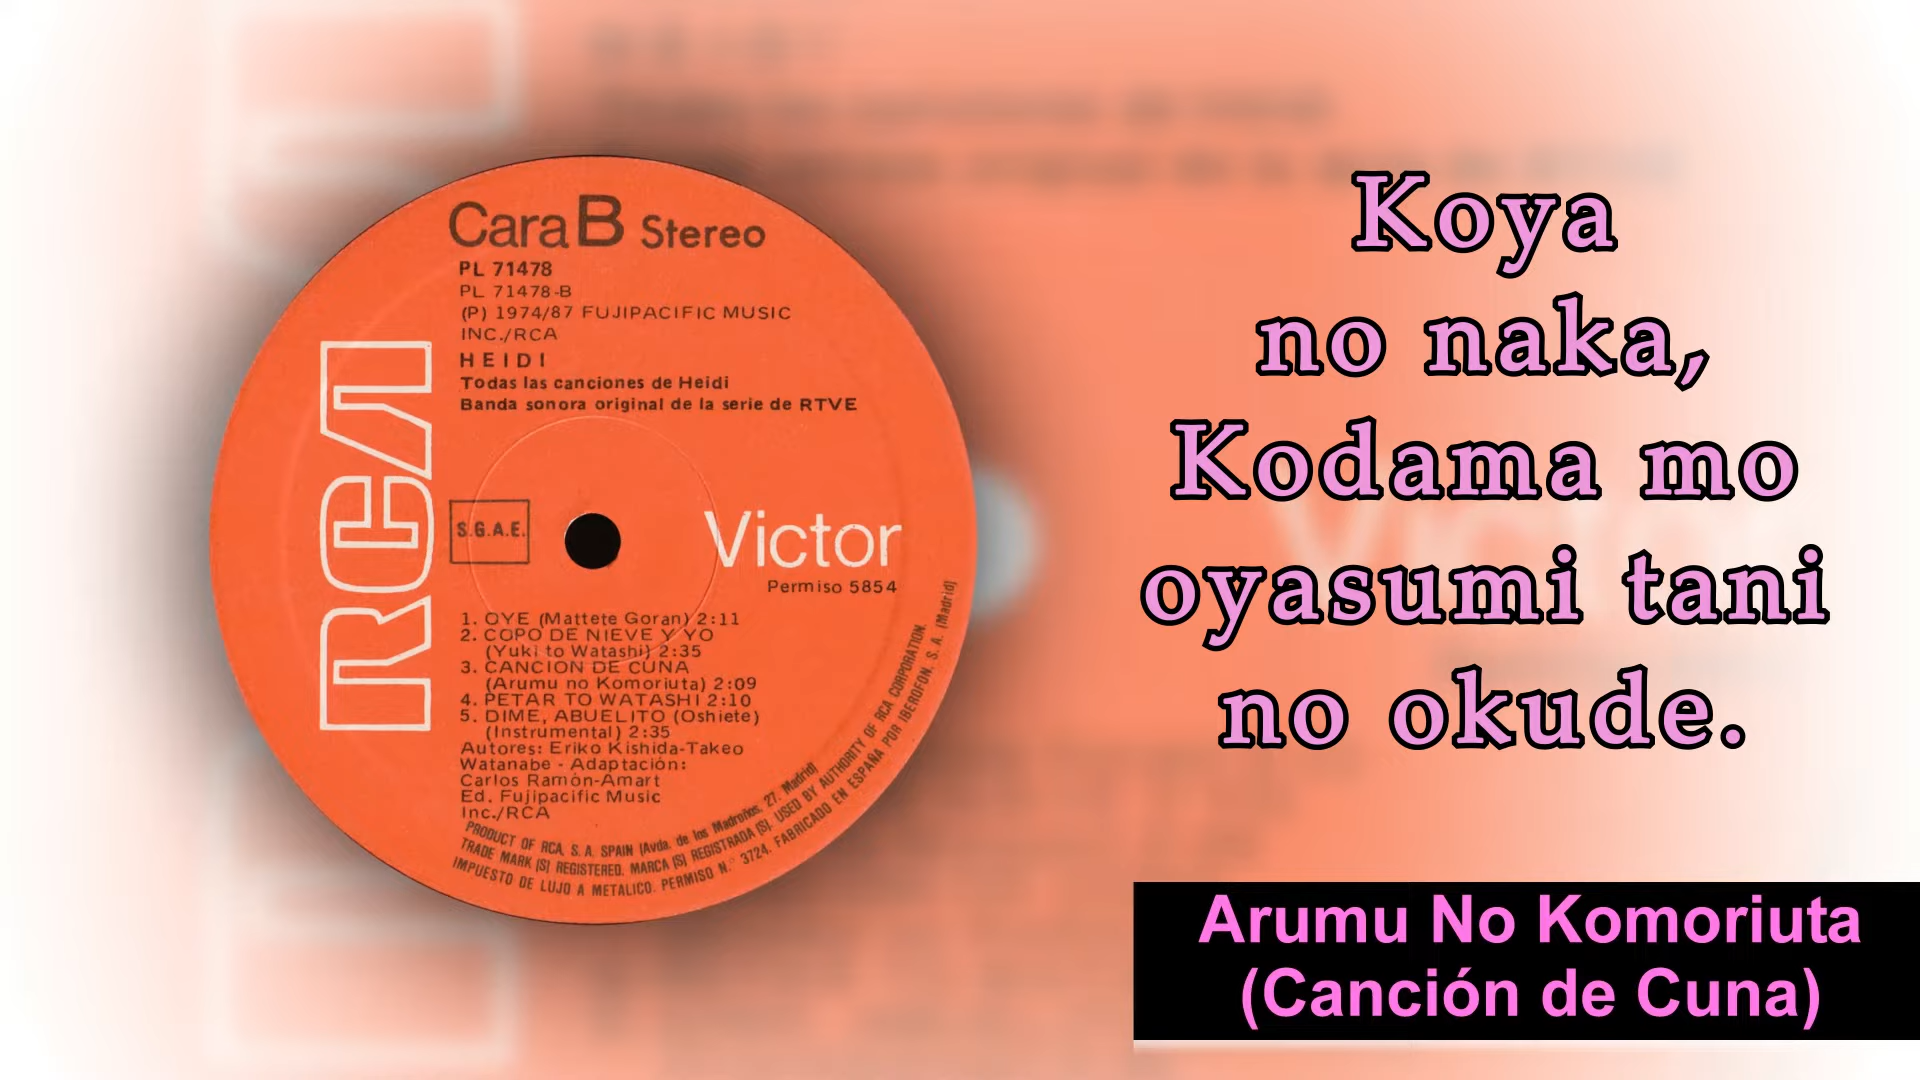 Cara B Stereo
PL 71478
PL 71478-B
(P) 1974/87 FUJIPACIFIC MUSIC
INC./RCA
HEIDI
Todas las canciones de Heidi
Banda sonora original de la serie de RTVE
RCA
S.G.A.E.
Victor
Permiso 5854
1. OYE (Mattete Goran) 2:11
2. COPO DE NIEVE Y YO
(Yuki to Watashi) 2:35
3. CANCION DE CUNA
(Arumu no Komoriuta) 2:09
4. PETAR TO WATASHI 2:10
5. DIME, ABUELITO (Oshiete)
(Instrumental) 2:35
Autores: Eriko Kishida-Takeo
Watanabe - Adaptación:
Carlos Ramón-Amart
Ed. Fujipacific Music
Inc./RCA
PRODUCT OF RCA, S. A. SPAIN (Avda. de los Madroños, 27. Madrid)
TRADE MARK (S) REGISTERED. MARCA (S) REGISTRADA (S). USED BY AUTHORITY OF RCA CORPORATION.
IMPUESTO DE LUJO A METALICO. PERMISO N.° 3724. FABRICADO EN ESPAÑA POR IBEROFON, S. A. (Madrid)
Koya
no naka,
Kodama mo
oyasumi tani
no okude.
Arumu No Komoriuta
(Canción de Cuna)